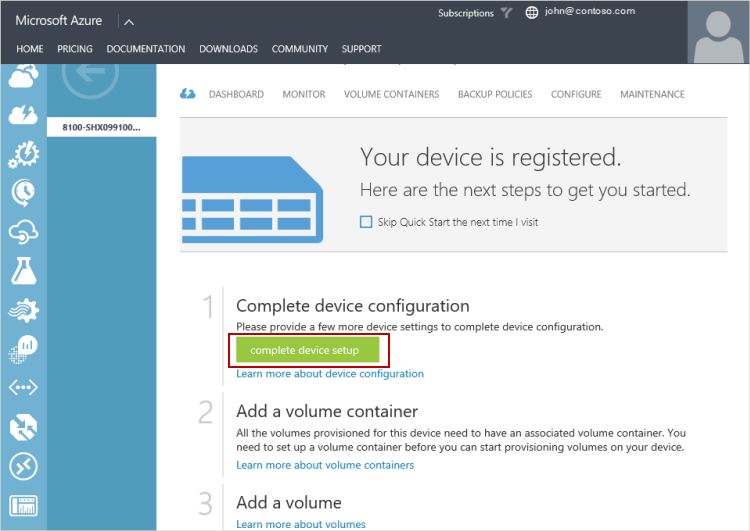 Microsoft Azure
Subscriptions
john@contoso.com
HOME PRICING DOCUMENTATION DOWNLOADS COMMUNITY SUPPORT
DASHBOARD MONITOR VOLUME CONTAINERS BACKUP POLICIES CONFIGURE MAINTENANCE
8100-SHX099100...
Your device is registered.
Here are the next steps to get you started.
Skip Quick Start the next time I visit
1 Complete device configuration
Please provide a few more device settings to complete device configuration.
complete device setup
Learn more about device configuration
2 Add a volume container
All the volumes provisioned for this device need to have an associated volume container. You
need to set up a volume container before you can start provisioning volumes on your device.
Learn more about volume containers
3 Add a volume
Learn more about volumes